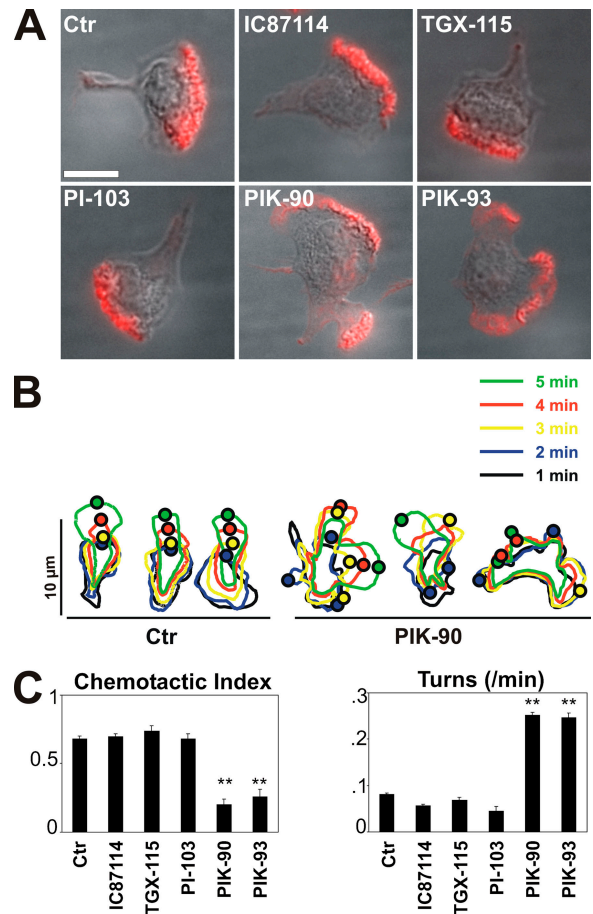 A
Ctr
IC87114
TGX-115
PI-103
PIK-90
PIK-93
B
5 min
4 min
3 min
2 min
1 min
10 µm
Ctr
PIK-90
C
Chemotactic Index
1
0.5
0
** **
Ctr
IC87114
TGX-115
PI-103
PIK-90
PIK-93
Turns (/min)
.3
.2
.1
0
** **
Ctr
IC87114
TGX-115
PI-103
PIK-90
PIK-93